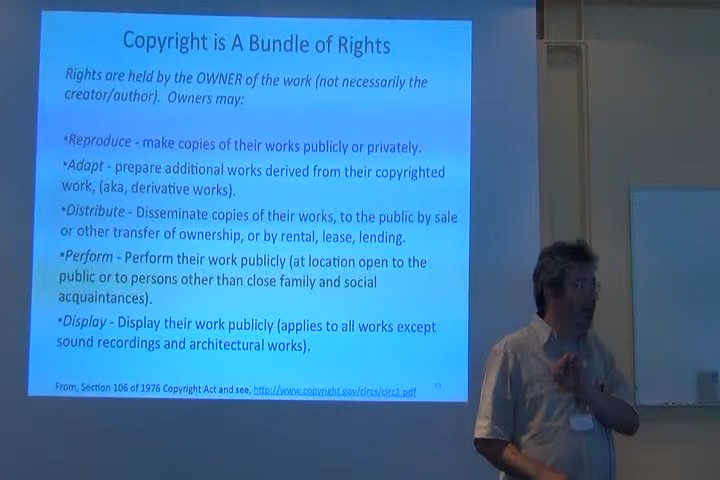 Copyright is A Bundle of Rights
Rights are held by the OWNER of the work (not necessarily the
creator/author). Owners may:
•Reproduce - make copies of their works publicly or privately.
•Adapt - prepare additional works derived from their copyrighted
work, (aka, derivative works).
•Distribute - Disseminate copies of their works, to the public by sale
or other transfer of ownership, or by rental, lease, lending.
•Perform - Perform their work publicly (at location open to the
public or to persons other than close family and social
acquaintances).
•Display - Display their work publicly (applies to all works except
sound recordings and architectural works).
From, Section 106 of 1976 Copyright Act and see, http://www.copyright.gov/circs/circ1.pdf